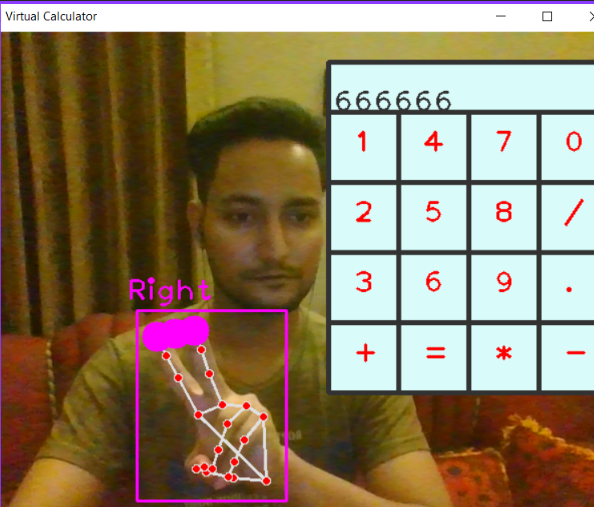 Virtual Calculator
666666
1 4 7 0
2 5 8 /
3 6 9 .
+ = * -
Right